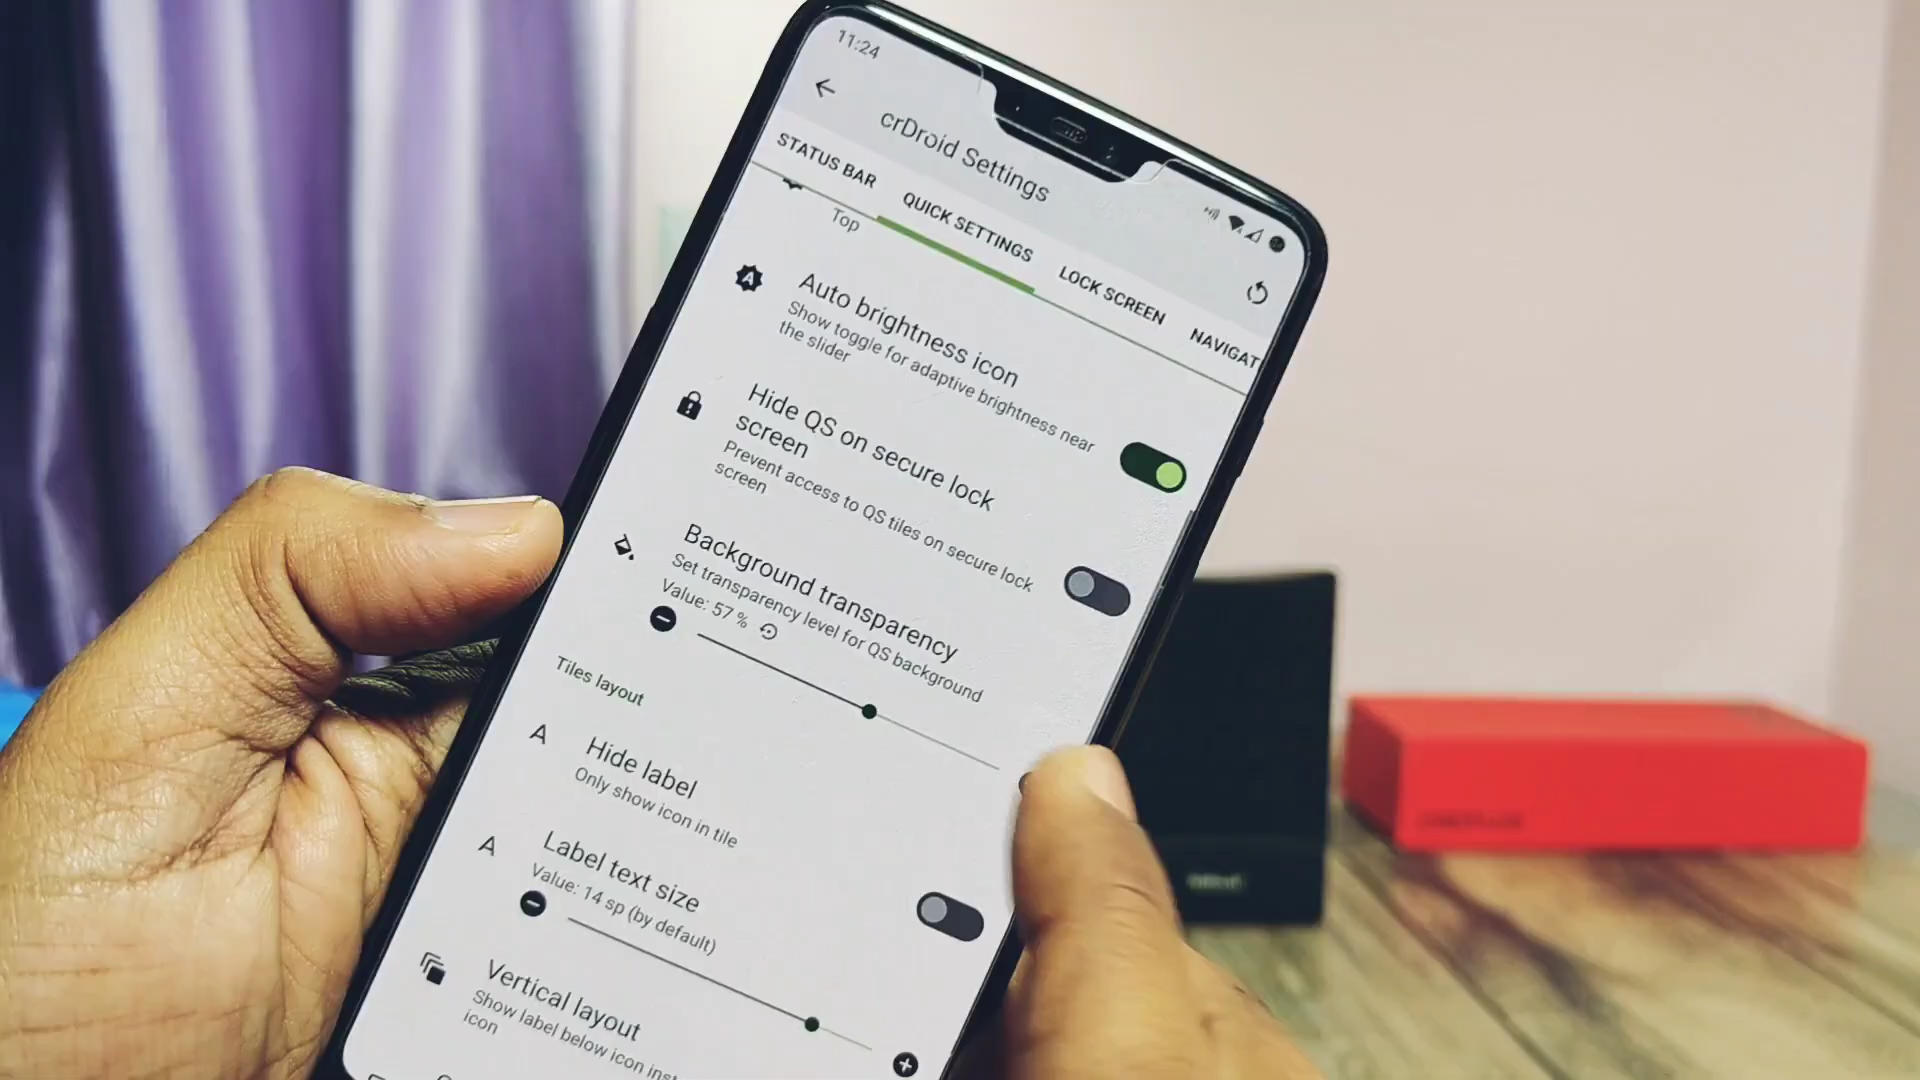 11:24
crDroid Settings
STATUS BAR
QUICK SETTINGS
LOCK SCREEN
NAVIGAT
Top
Auto brightness icon
Show toggle for adaptive brightness near
the slider
Hide QS on secure lock
screen
Prevent access to QS tiles on secure lock
screen
Background transparency
Set transparency level for QS background
Value: 57 %
Tiles layout
Hide label
Only show icon in tile
Label text size
Value: 14 sp (by default)
Vertical layout
Show label below icon inst
icon